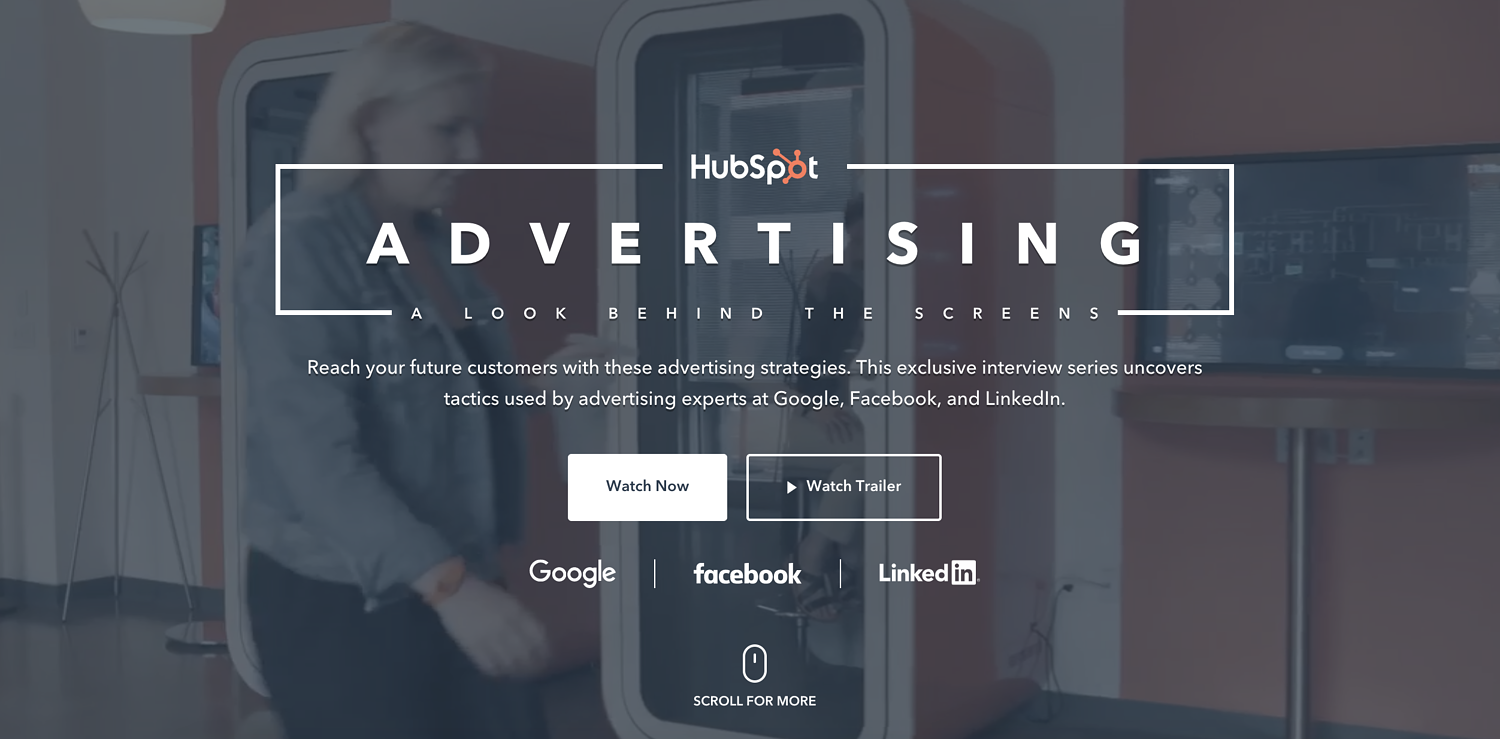 HubSpot
ADVERTISING
A LOOK BEHIND THE SCREENS
Reach your future customers with these advertising strategies. This exclusive interview series uncovers
tactics used by advertising experts at Google, Facebook, and LinkedIn.
Watch Now
Watch Trailer
Google
facebook
Linkedin
SCROLL FOR MORE